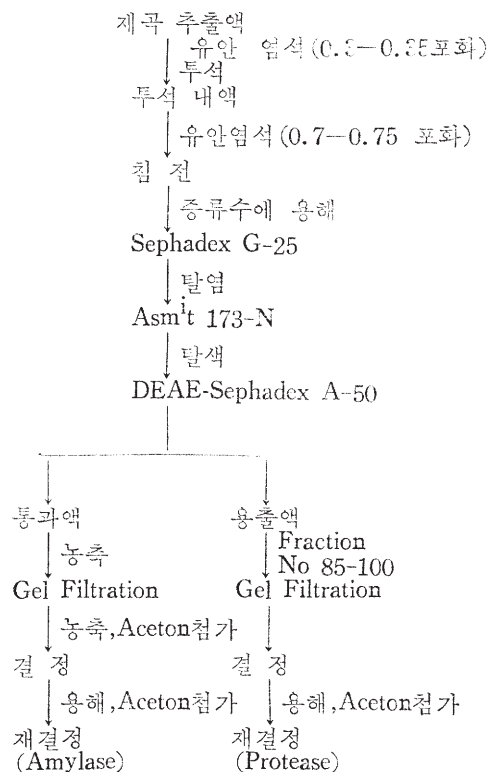 제곡 추출액
유안 염석(0.3—0.35포화)
투석
투석 내액
유안염석(0.7—0.75 포화)
침 전
증류수에 용해
Sephadex G-25
탈염
Asmit 173-N
탈색
DEAE-Sephadex A-50
통과액
용출액
농축
Fraction
No 85-100
Gel Filtration
Gel Filtration
농축,Aceton첨가
결 정
결 정
용해,Aceton첨가
용해,Aceton첨가
재결정
재결정
(Amylase)
(Protease)